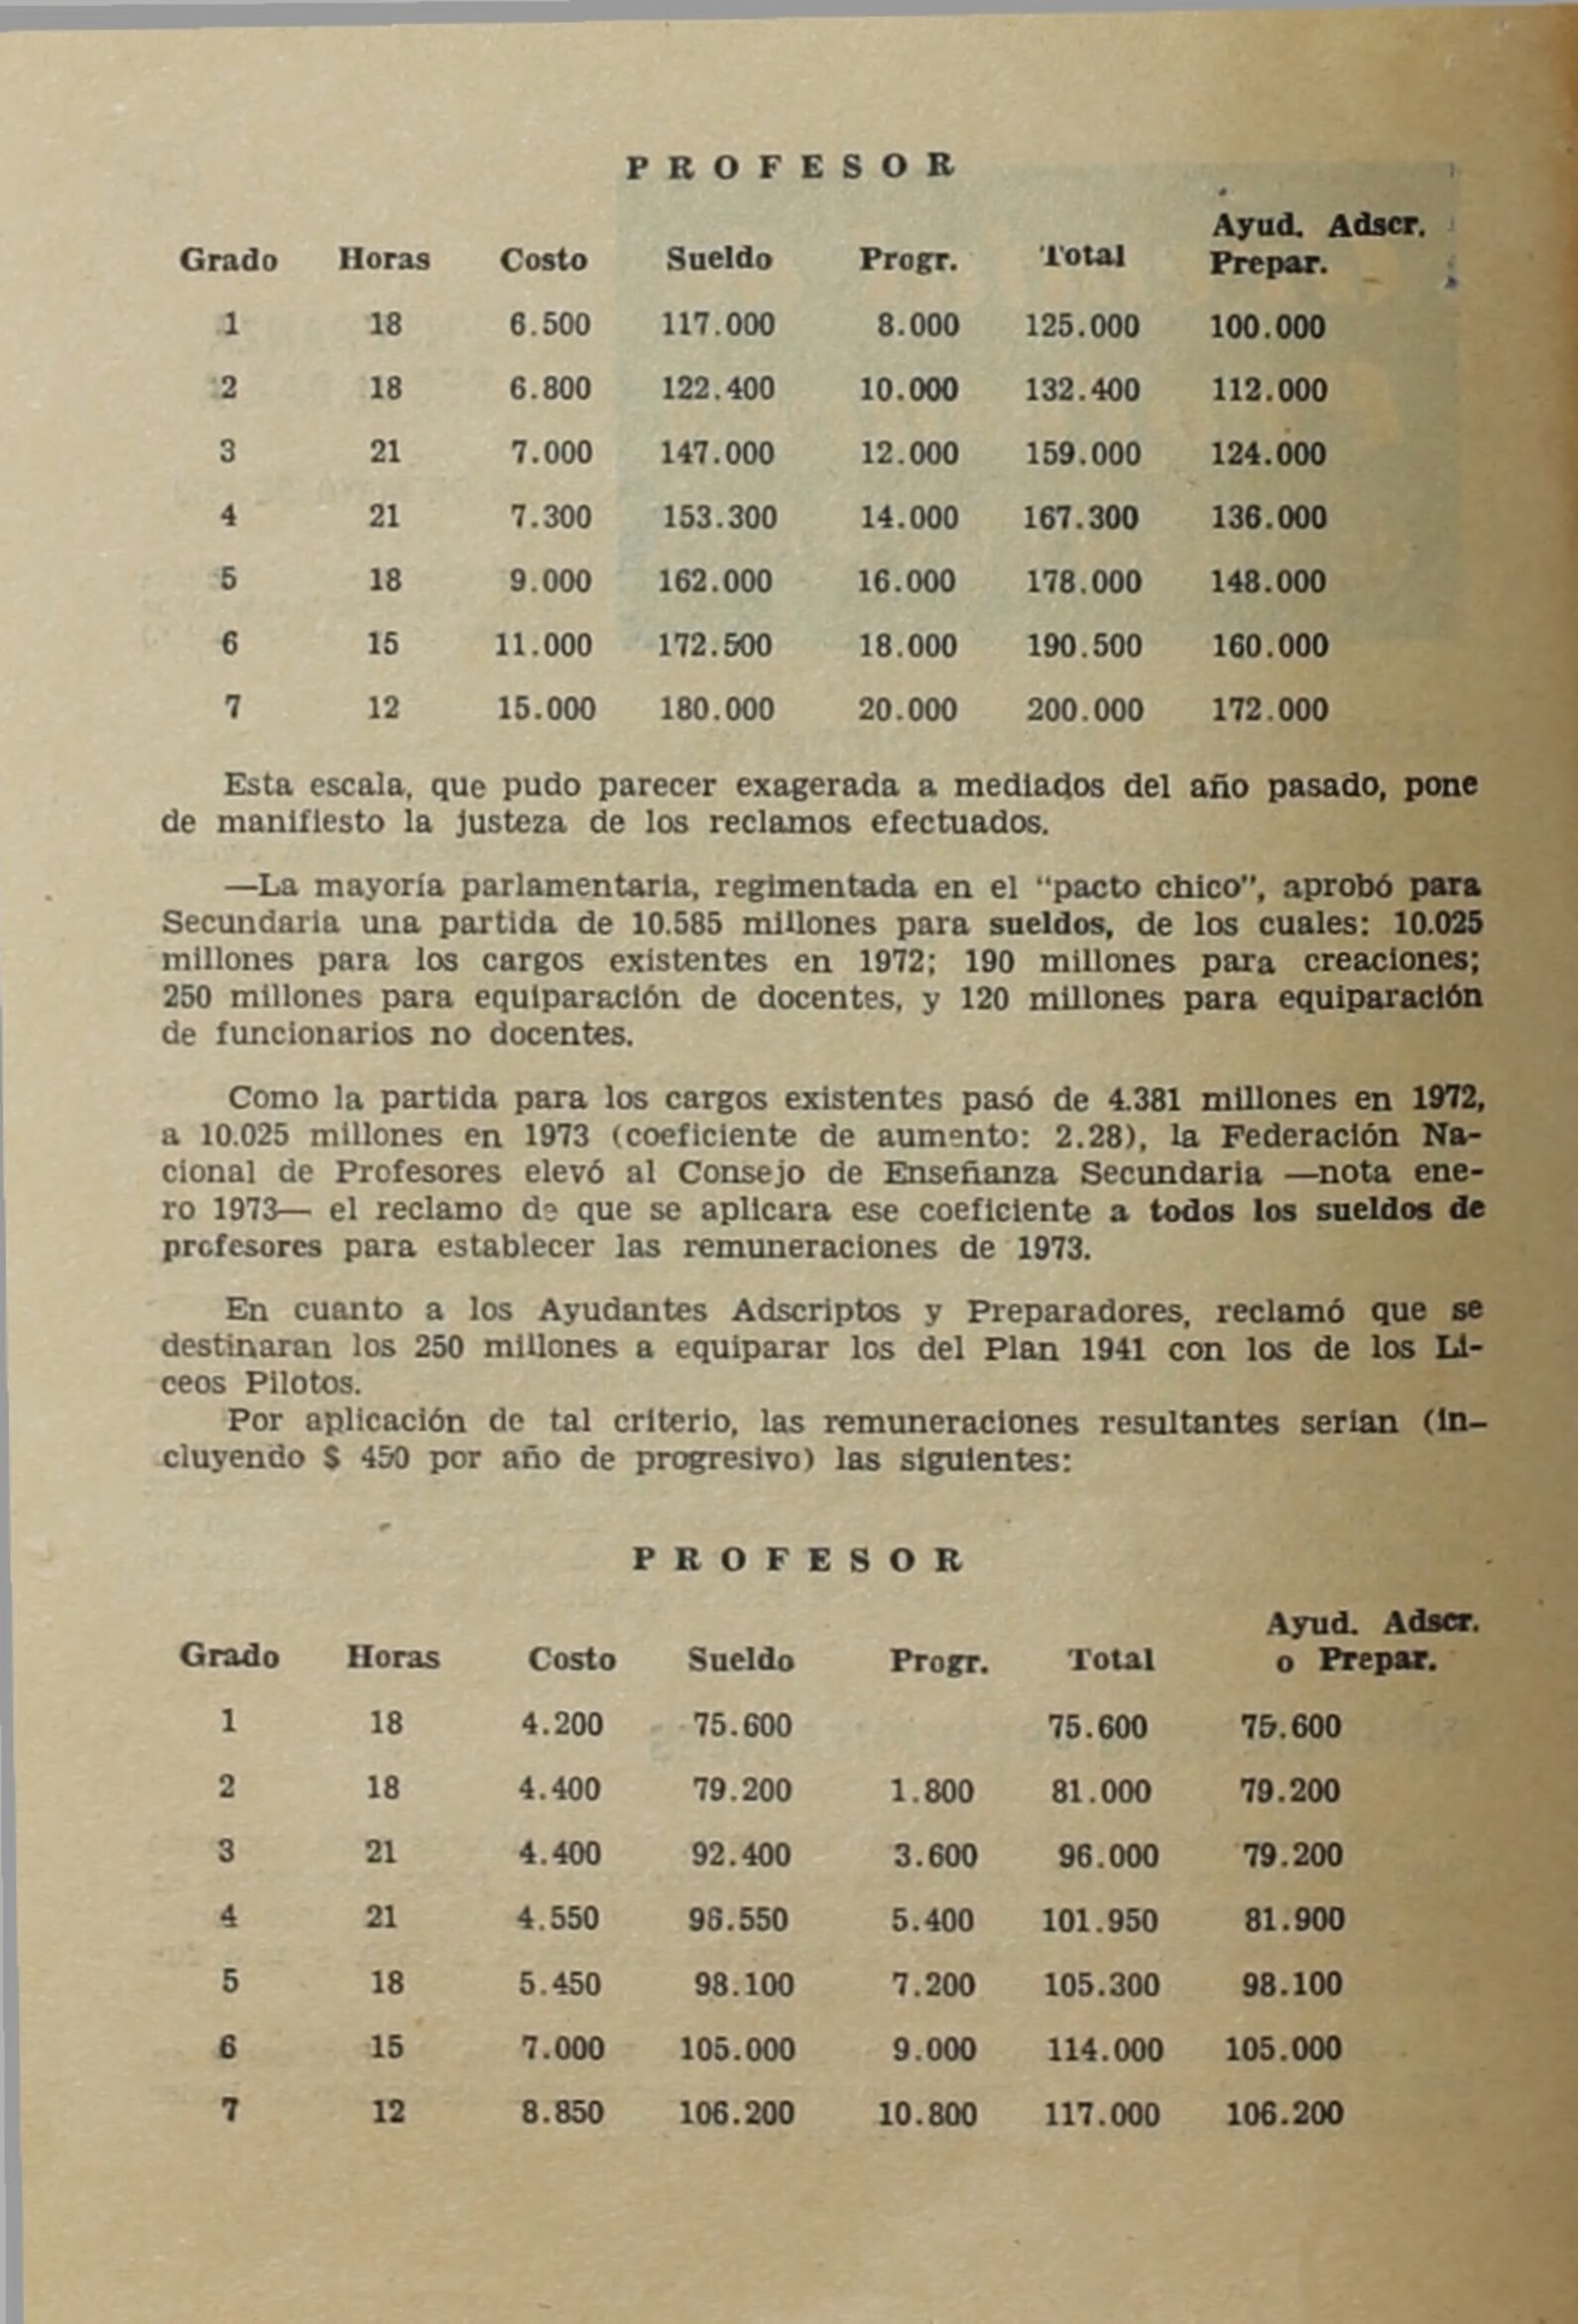 PROFESOR
Ayud. Adscr.
Grado Horas Costo Sueldo Progr. Total Prepar.
1 18 6.500 117.000 8.000 125.000 100.000
2 18 6.800 122.400 10.000 132.400 112.000
3 21 7.000 147.000 12.000 159.000 124.000
4 21 7.300 153.300 14.000 167.300 136.000
5 18 9.000 162.000 16.000 178.000 148.000
6 15 11.000 172.500 18.000 190.500 160.000
7 12 15.000 180.000 20.000 200.000 172.000
Esta escala, que pudo parecer exagerada a mediados del año pasado, pone
de manifiesto la justeza de los reclamos efectuados.
—La mayoría parlamentaria, regimentada en el “pacto chico”, aprobó para
Secundaria una partida de 10.585 millones para sueldos, de los cuales: 10.025
millones para los cargos existentes en 1972; 190 millones para creaciones;
250 millones para equiparación de docentes, y 120 millones para equiparación
de funcionarios no docentes.
Como la partida para los cargos existentes pasó de 4.381 millones en 1972,
a 10.025 millones en 1973 (coeficiente de aumento: 2.28), la Federación Na-
cional de Profesores elevó al Consejo de Enseñanza Secundaria —nota ene-
ro 1973— el reclamo de que se aplicara ese coeficiente a todos los sueldos de
profesores para establecer las remuneraciones de 1973.
En cuanto a los Ayudantes Adscriptos y Preparadores, reclamó que se
destinaran los 250 millones a equiparar los del Plan 1941 con los de los Li-
ceos Pilotos.
Por aplicación de tal criterio, las remuneraciones resultantes serían (in-
cluyendo $ 450 por año de progresivo) las siguientes:
PROFESOR
Ayud. Adscr.
Grado Horas Costo Sueldo Progr. Total o Prepar.
1 18 4.200 75.600 75.600 75.600
2 18 4.400 79.200 1.800 81.000 79.200
3 21 4.400 92.400 3.600 96.000 79.200
4 21 4.550 96.550 5.400 101.950 81.900
5 18 5.450 98.100 7.200 105.300 98.100
6 15 7.000 105.000 9.000 114.000 105.000
7 12 8.850 106.200 10.800 117.000 106.200